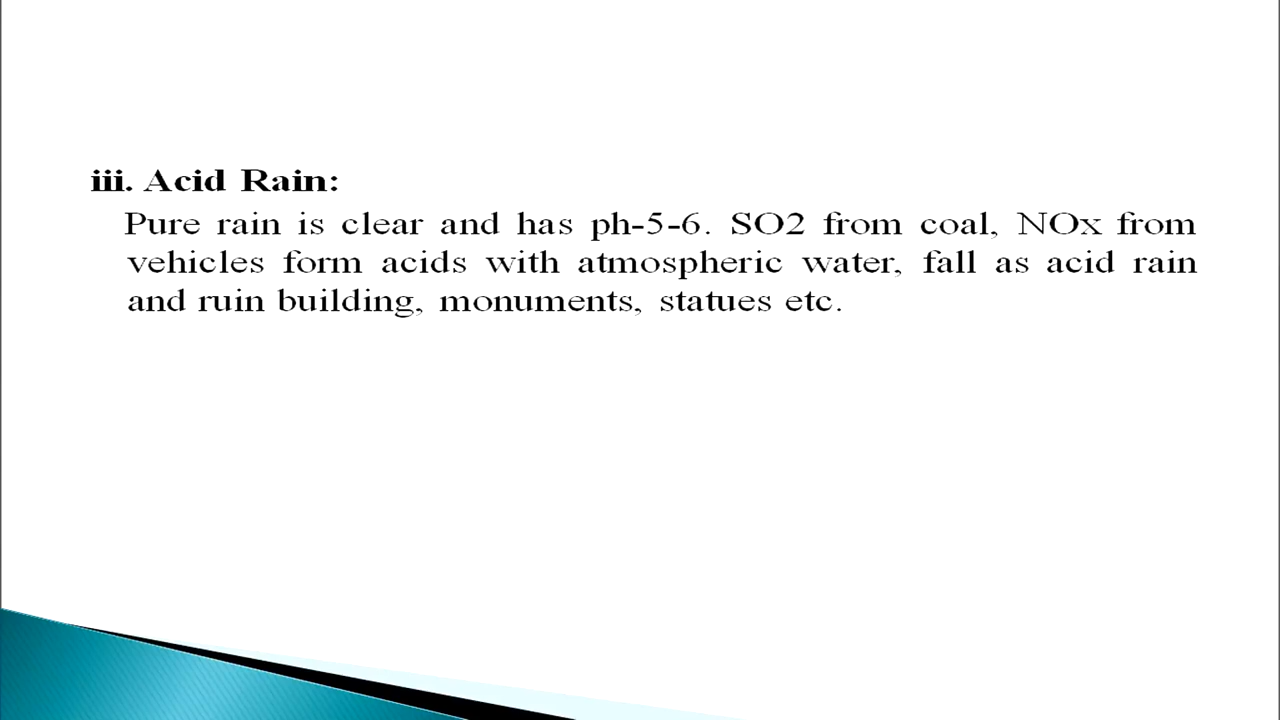 iii. Acid Rain:
Pure rain is clear and has ph-5-6. SO2 from coal, NOx from
vehicles form acids with atmospheric water, fall as acid rain
and ruin building, monuments, statues etc.